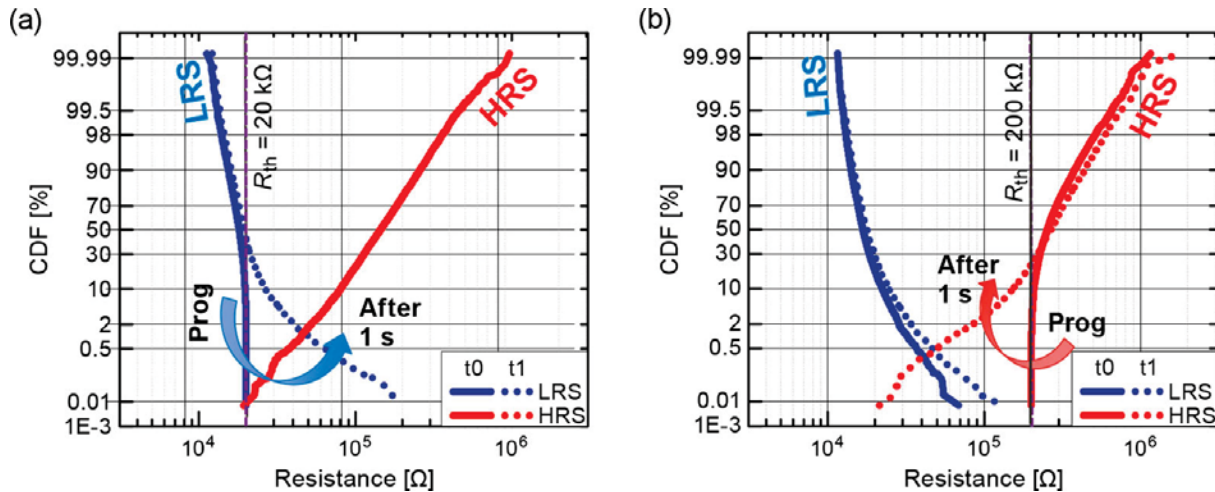 (a)
99.99
99.5
98
90
70
50
30
10
2
0.5
0.01
1E-3
CDF [%]
LRS
Rth = 20 kΩ
HRS
Prog
After
1 s
t0 t1
LRS
HRS
10^4
10^5
10^6
Resistance [Ω]
(b)
99.99
99.5
98
90
70
50
30
10
2
0.5
0.01
1E-3
CDF [%]
LRS
Rth = 200 kΩ
HRS
After
1 s
Prog
t0 t1
LRS
HRS
10^4
10^5
10^6
Resistance [Ω]